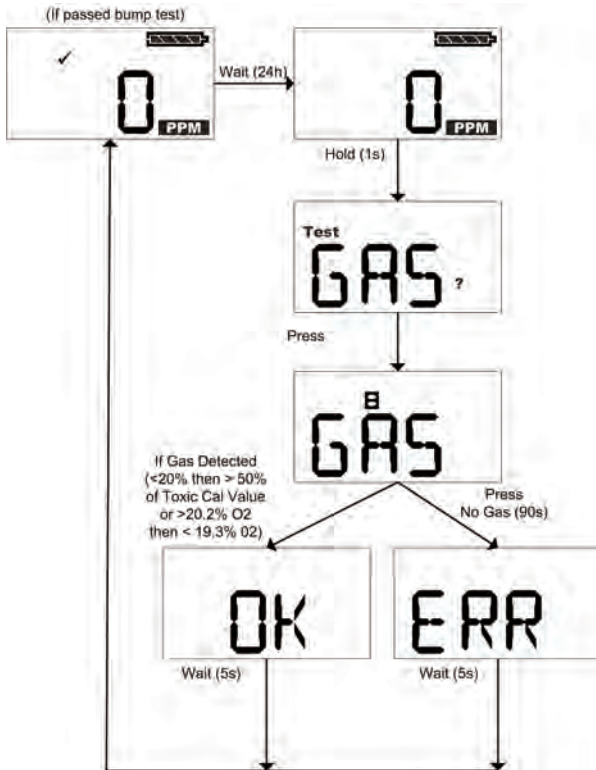 (If passed bump test)
✓
0
PPM
Wait (24h)
0
PPM
Hold (1s)
Test
GAS ?
Press
GAS
If Gas Detected
(<20% then > 50%
of Toxic Cal Value
or >20.2% O2
then < 19.3% 02)
Press
No Gas (90s)
OK
ERR
Wait (5s)
Wait (5s)